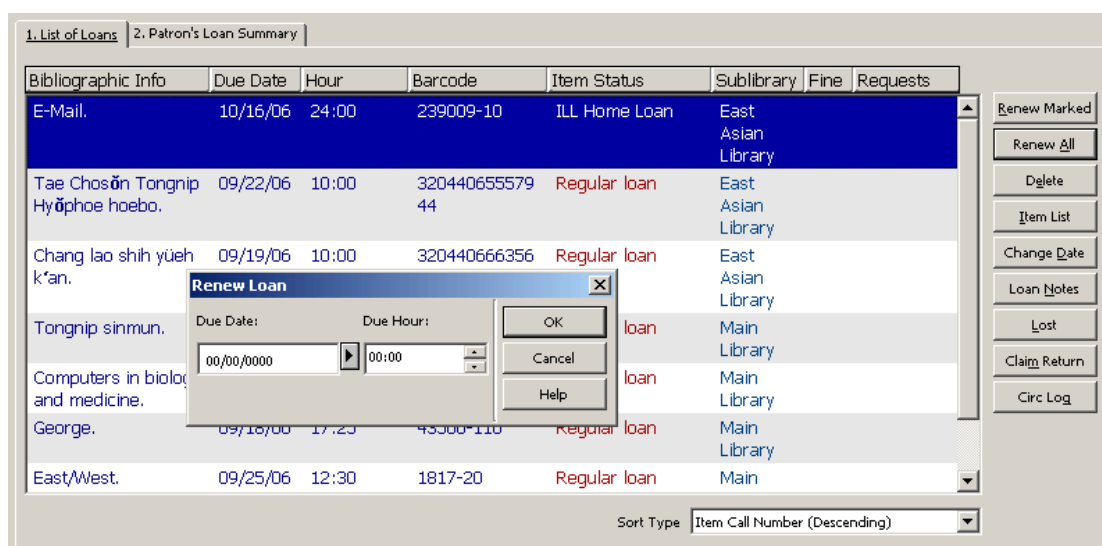 1. List of Loans 2. Patron's Loan Summary
Bibliographic Info Due Date Hour Barcode Item Status Sublibrary Fine Requests
E-Mail. 10/16/06 24:00 239009-10 ILL Home Loan East
Asian
Library
Tae Chosŏn Tongnip 09/22/06 10:00 320440655579 Regular loan East
Hyŏphoe hoebo. 44 Asian
Library
Chang lao shih yüeh 09/19/06 10:00 320440666356 Regular loan East
kʻan. Asian
Library
Tongnip sinmun. loan Main
Library
Computers in loan Main
and medicine. Library
George. Regular loan Main
Library
East/West. 09/25/06 12:30 1817-20 Regular loan Main
Renew Loan
Due Date: Due Hour:
00/00/0000 00:00
OK
Cancel
Help
Renew Marked
Renew All
Delete
Item List
Change Date
Loan Notes
Lost
Claim Return
Circ Log
Sort Type Item Call Number (Descending)